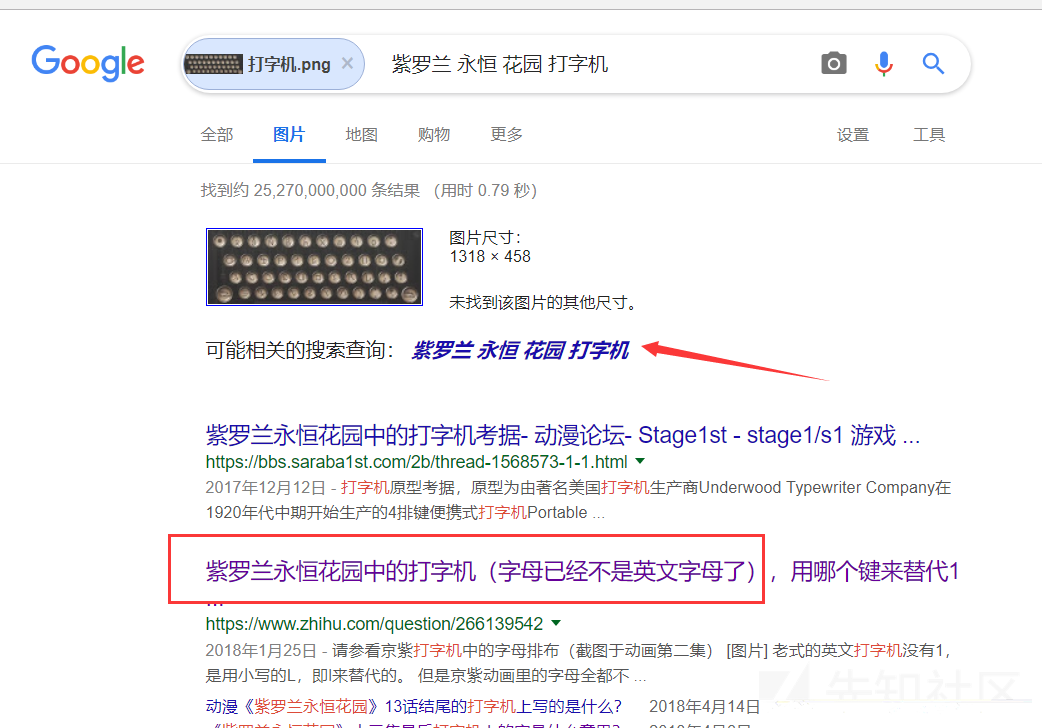 Google
打字机.png × 紫罗兰 永恒 花园 打字机
全部 图片 地图 购物 更多 设置 工具
找到约 25,270,000,000 条结果 （用时 0.79 秒）
图片尺寸：
1318 × 458
未找到该图片的其他尺寸。
可能相关的搜索查询： 紫罗兰 永恒 花园 打字机
紫罗兰永恒花园中的打字机考据- 动漫论坛- Stage1st - stage1/s1 游戏 ...
https://bbs.saraba1st.com/2b/thread-1568573-1-1.html
2017年12月12日 - 打字机原型考据，原型为由著名美国打字机生产商Underwood Typewriter Company在
1920年代中期开始生产的4排键便携式打字机Portable ...
紫罗兰永恒花园中的打字机（字母已经不是英文字母了），用哪个键来替代1
...
https://www.zhihu.com/question/266139542
2018年1月25日 - 请参看京紫打字机中的字母排布（截图于动画第二集） [图片] 老式的英文打字机没有1，
是用小写的L，即l来替代的。 但是京紫动画里的字母全都不 ...
动漫《紫罗兰永恒花园》13话结尾的打字机上写的是什么? 2018年4月14日
先知社区